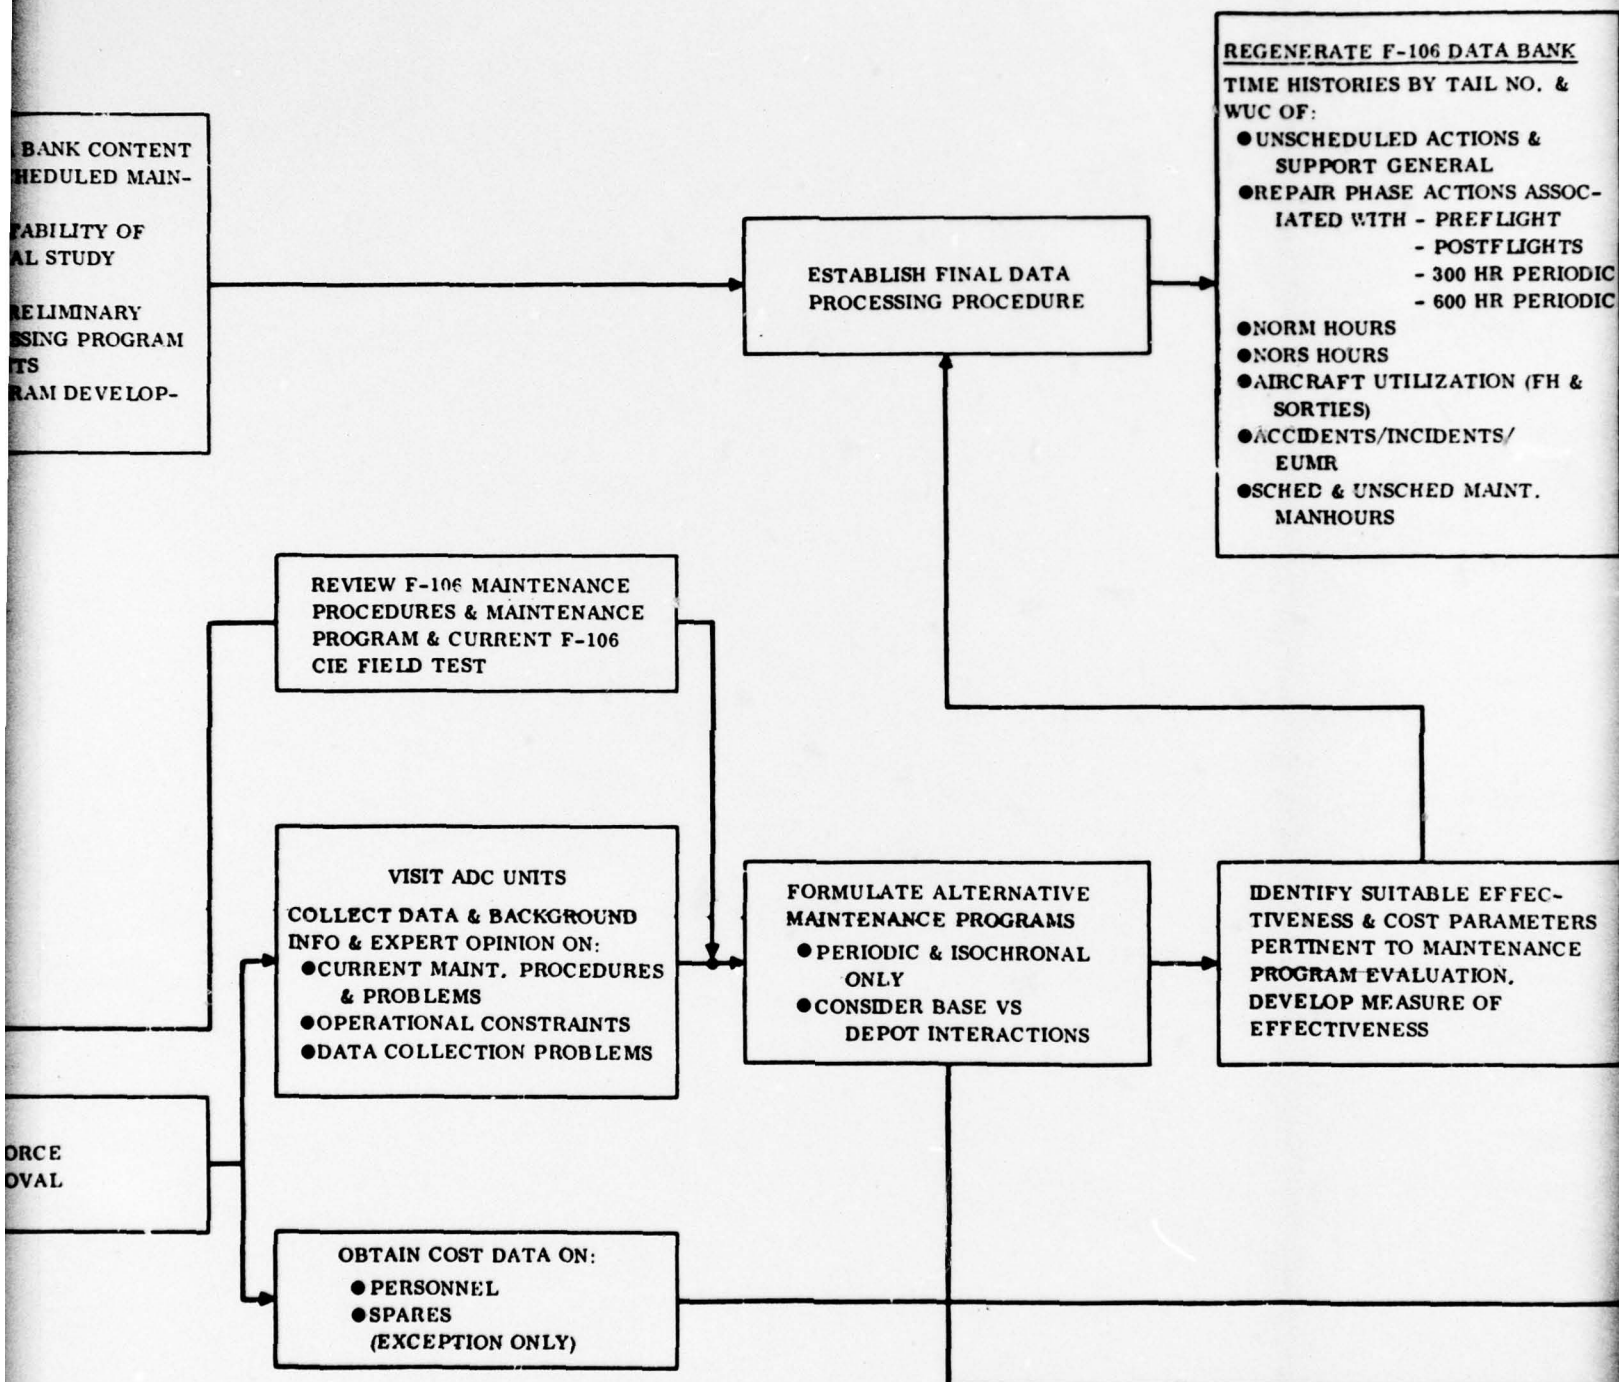 BANK CONTENT
HEDULED MAIN-
TABILITY OF
AL STUDY
RELIMINARY
SSING PROGRAM
TS
RAM DEVELOP-
ESTABLISH FINAL DATA
PROCESSING PROCEDURE
REGENERATE F-106 DATA BANK
TIME HISTORIES BY TAIL NO. &
WUC OF:
●UNSCHEDULED ACTIONS &
SUPPORT GENERAL
●REPAIR PHASE ACTIONS ASSOC-
IATED WITH - PREFLIGHT
- POSTFLIGHTS
- 300 HR PERIODIC
- 600 HR PERIODIC
●NORM HOURS
●NORS HOURS
●AIRCRAFT UTILIZATION (FH &
SORTIES)
●ACCIDENTS/INCIDENTS/
EUMR
●SCHED & UNSCHED MAINT.
MANHOURS
REVIEW F-106 MAINTENANCE
PROCEDURES & MAINTENANCE
PROGRAM & CURRENT F-106
CIE FIELD TEST
VISIT ADC UNITS
COLLECT DATA & BACKGROUND
INFO & EXPERT OPINION ON:
●CURRENT MAINT. PROCEDURES
& PROBLEMS
●OPERATIONAL CONSTRAINTS
●DATA COLLECTION PROBLEMS
FORMULATE ALTERNATIVE
MAINTENANCE PROGRAMS
●PERIODIC & ISOCHRONAL
ONLY
●CONSIDER BASE VS
DEPOT INTERACTIONS
IDENTIFY SUITABLE EFFEC-
TIVENESS & COST PARAMETERS
PERTINENT TO MAINTENANCE
PROGRAM EVALUATION.
DEVELOP MEASURE OF
EFFECTIVENESS
ORCE
OVAL
OBTAIN COST DATA ON:
●PERSONNEL
●SPARES
(EXCEPTION ONLY)